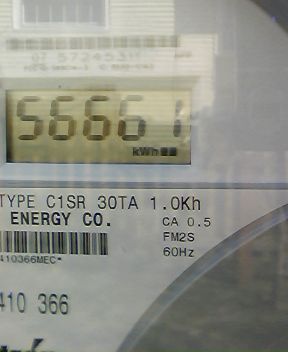 56661
kWh
TYPE C1SR 30TA 1.0Kh
ENERGY CO.
CA 0.5
FM2S
60Hz
410366MEC*
410 366